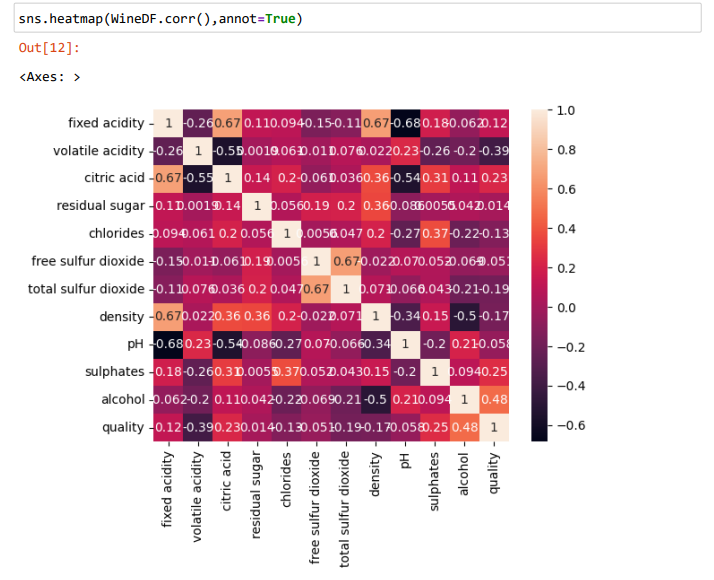 sns.heatmap(WineDF.corr(),annot=True)
Out[12]:
<Axes: >
fixed acidity 1 -0.26 0.67 0.11 0.094 -0.15 -0.11 0.67 -0.68 0.18 -0.062 0.12 1.0
volatile acidity -0.26 1 -0.55 0.0019 0.061 -0.011 0.076 0.022 0.23 -0.26 -0.2 -0.39 0.8
citric acid 0.67 -0.55 1 0.14 0.2 -0.061 0.036 0.36 -0.54 0.31 0.11 0.23 0.6
residual sugar 0.11 0.0019 0.14 1 0.056 0.19 0.2 0.36 -0.086 0.0055 0.042 0.014
chlorides 0.094 0.061 0.2 0.056 1 0.0056 0.047 0.2 -0.27 0.37 -0.22 -0.13 0.4
free sulfur dioxide -0.15 -0.011 -0.061 0.19 0.005 1 0.67 -0.022 0.07 0.052 -0.069 -0.051 0.2
total sulfur dioxide -0.11 0.076 0.036 0.2 0.047 0.67 1 0.071 -0.066 0.043 -0.21 -0.19 0.0
density 0.67 0.022 0.36 0.36 0.2 -0.022 0.071 1 -0.34 0.15 -0.5 -0.17
pH -0.68 0.23 -0.54 -0.086 -0.27 0.07 -0.066 -0.34 1 -0.2 0.21 -0.058 −0.2
sulphates 0.18 -0.26 0.31 0.0055 0.37 0.052 0.043 0.15 -0.2 1 0.094 0.25 −0.4
alcohol -0.062 -0.2 0.11 0.042 -0.22 -0.069 -0.21 -0.5 0.21 0.094 1 0.48
quality 0.12 -0.39 0.23 0.014 -0.13 -0.051 -0.19 -0.17 -0.058 0.25 0.48 1 −0.6
fixed acidity
volatile acidity
citric acid
residual sugar
chlorides
free sulfur dioxide
total sulfur dioxide
density
pH
sulphates
alcohol
quality